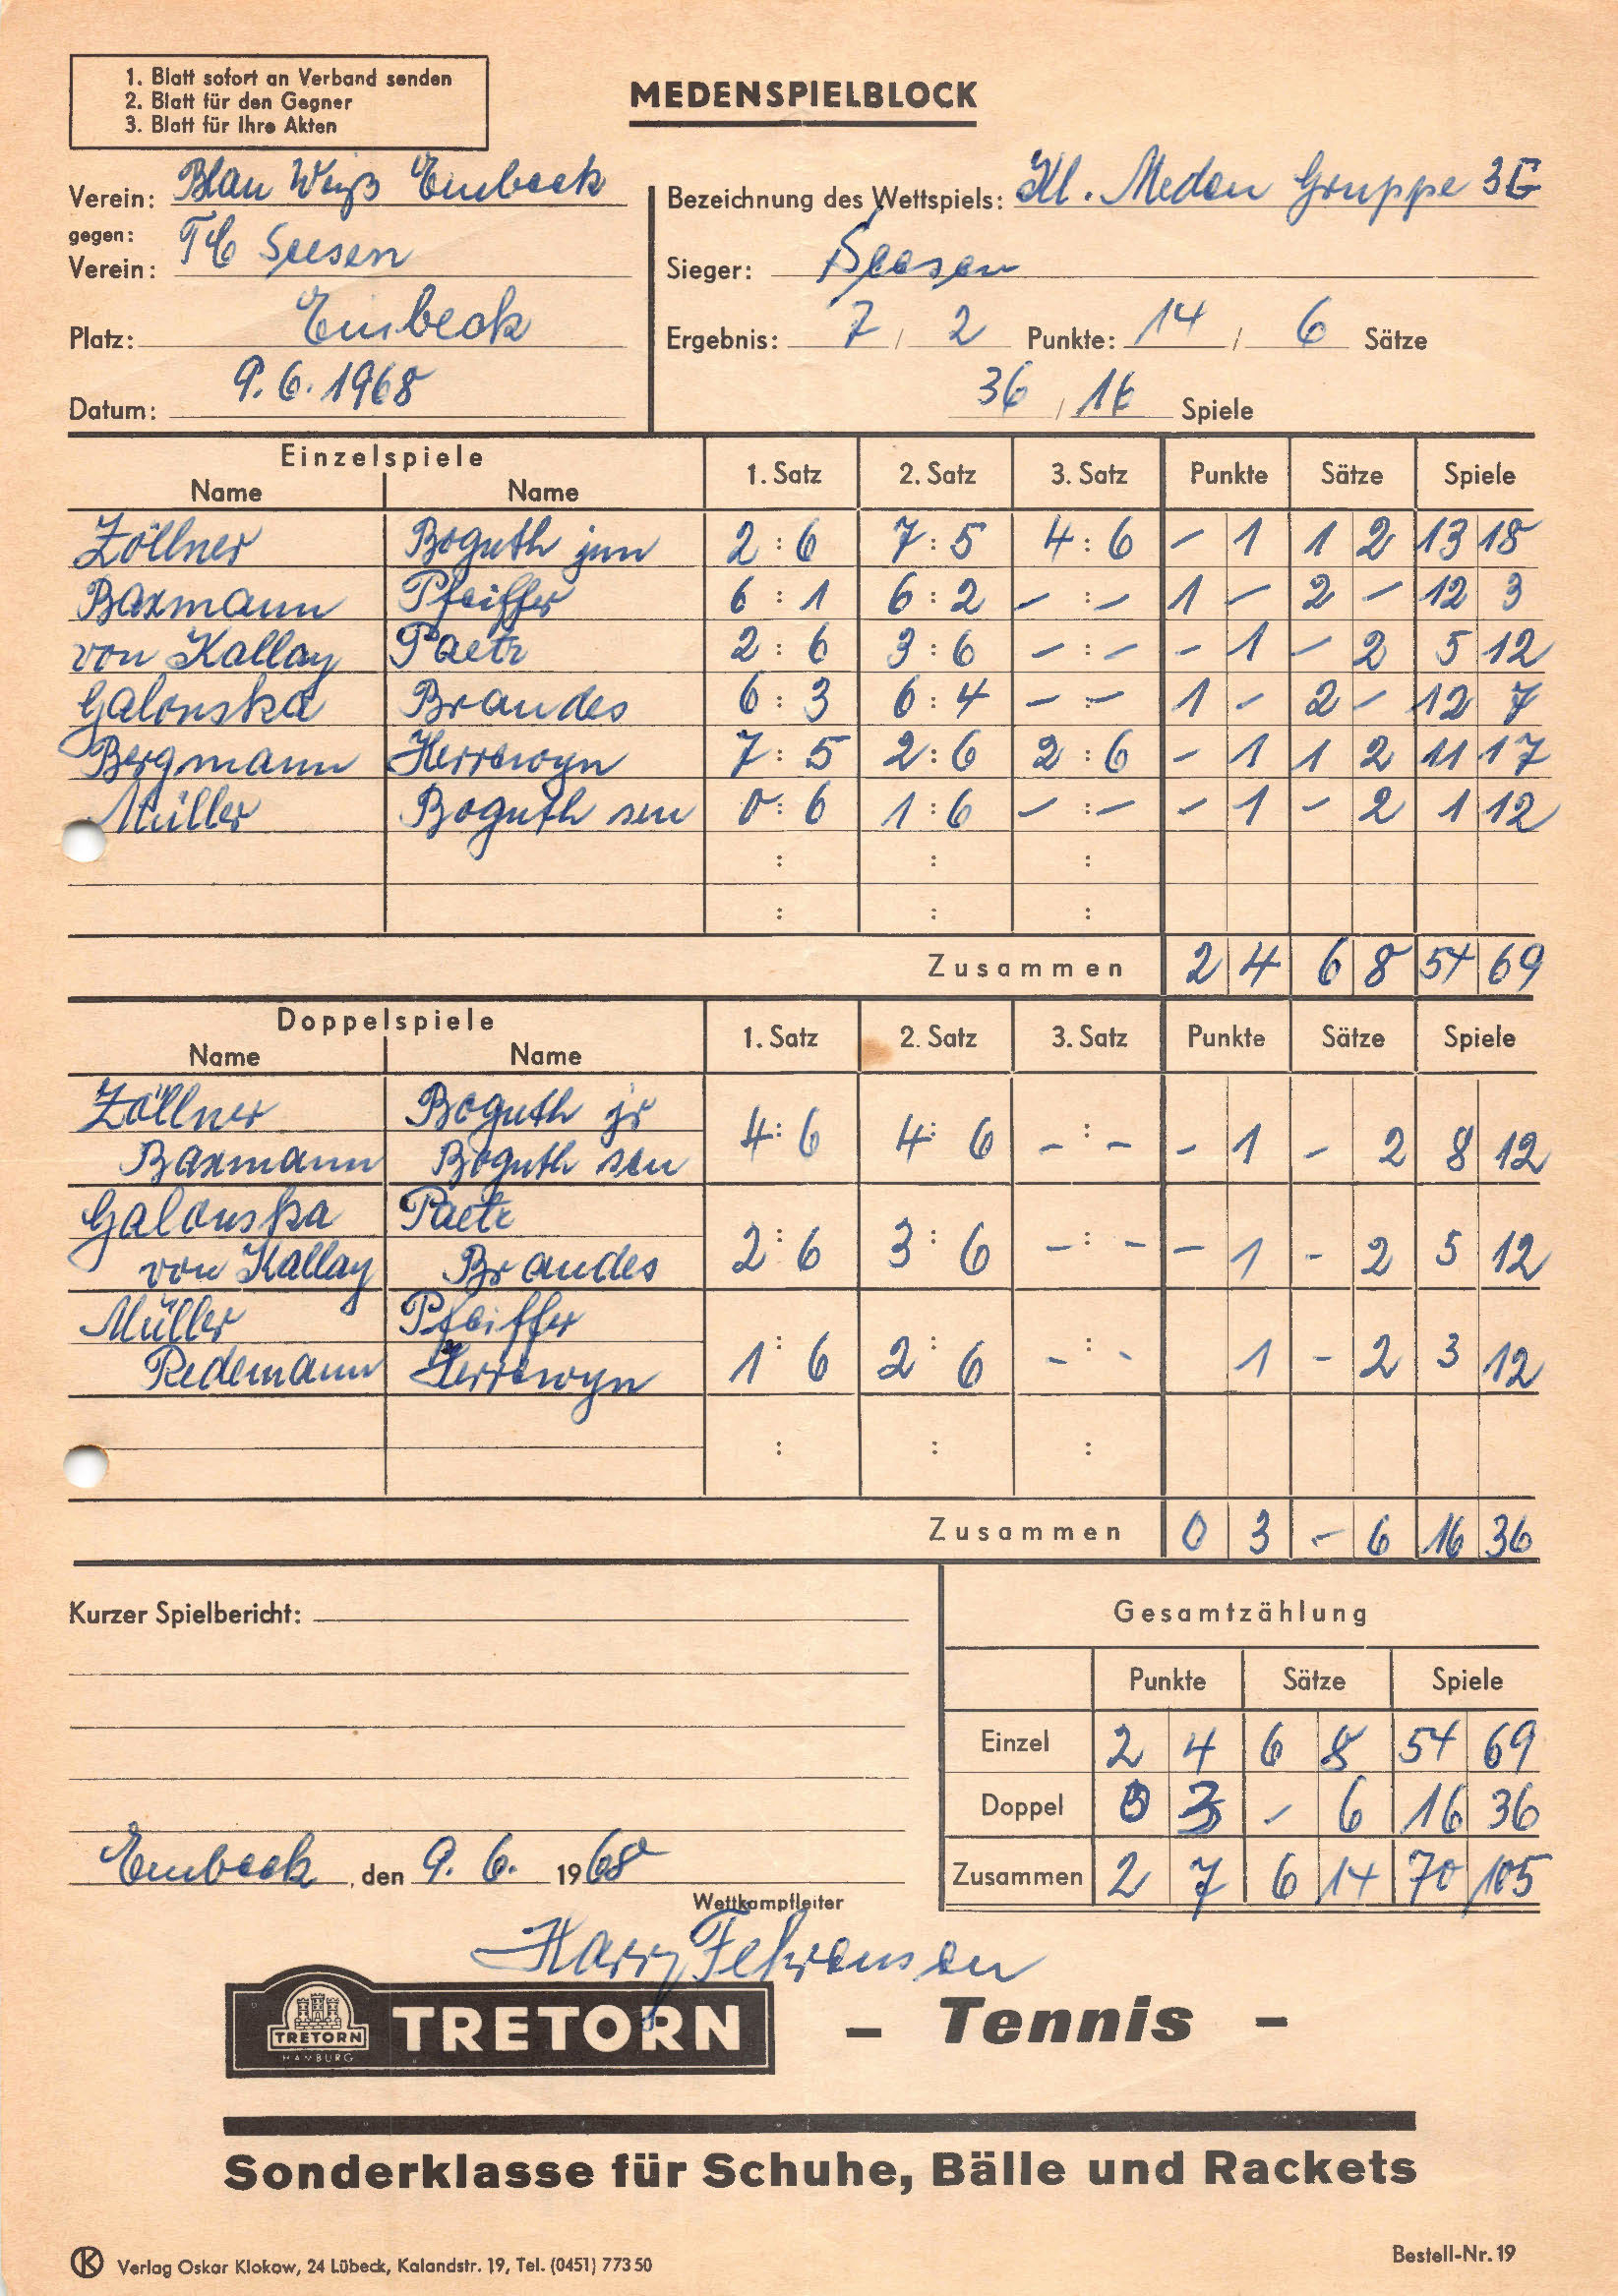 1. Blatt sofort an Verband senden
2. Blatt für den Gegner
3. Blatt für Ihre Akten
MEDENSPIELBLOCK
Verein: Blau Weiß Einbeck
gegen:
Verein: TC Seesen
Platz: Einbeck
Datum: 9.6.1968
Bezeichnung des Wettspiels: Kl. Meden Gruppe 3G
Sieger: Seesen
Ergebnis: 7 / 2 Punkte: 14 / 6 Sätze
36 / 16 Spiele
Einzelspiele
Name Name 1. Satz 2. Satz 3. Satz Punkte Sätze Spiele
Zöllner Boguth jun 2 : 6 7 : 5 4 : 6 - 1 1 2 13 18
Baxmann Pfeiffer 6 : 1 6 : 2 - : - 1 - 2 - 12 3
von Kallay Paetz 2 : 6 3 : 6 - : - - 1 - 2 5 12
Galonska Brandes 6 : 3 6 : 4 - : - 1 - 2 - 12 7
Bergmann Herrewyn 7 : 5 2 : 6 2 : 6 - 1 1 2 11 17
Müller Boguth sen 0 : 6 1 : 6 - : - - 1 - 2 1 12
: : :
: : :
Zusammen 2 4 6 8 54 69
Doppelspiele
Name Name 1. Satz 2. Satz 3. Satz Punkte Sätze Spiele
Zöllner Boguth jr
Baxmann Boguth sen 4 : 6 4 : 6 - : - - 1 - 2 8 12
Galonska Paetz
von Kallay Brandes 2 : 6 3 : 6 - : - - 1 - 2 5 12
Müller Pfeiffer
Redemann Herrewyn 1 : 6 2 : 6 - : - 1 - 2 3 12
: : :
Zusammen 0 3 - 6 16 36
Kurzer Spielbericht:
Einbeck, den 9. 6. 1968
Wettkampfleiter
Harry
Gesamtzählung
Punkte Sätze Spiele
Einzel 2 4 6 8 54 69
Doppel 0 3 - 6 16 36
Zusammen 2 7 6 14 70 105
TRETORN
HAMBURG
TRETORN
- Tennis -
Sonderklasse für Schuhe, Bälle und Rackets
K Verlag Oskar Klokow, 24 Lübeck, Kalandstr. 19, Tel. (0451) 77350
Bestell-Nr. 19